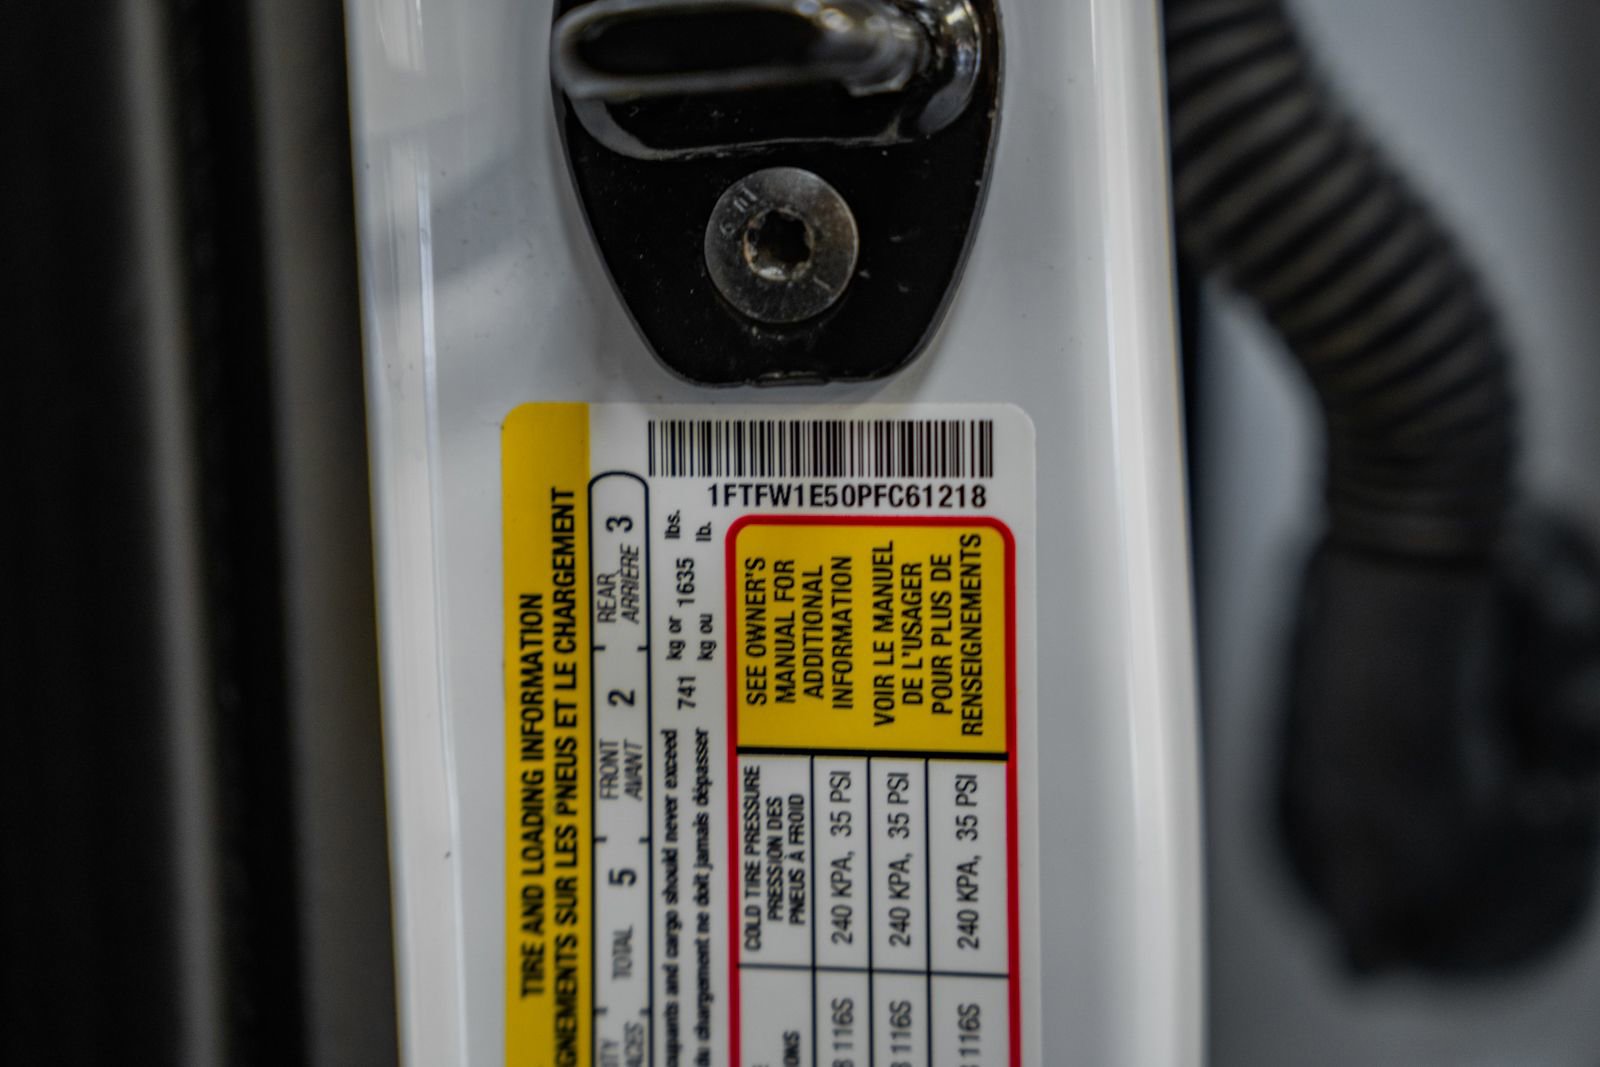 1FTFW1E50PFC61218
TIRE AND LOADING INFORMATION
SUR LES PNEUS ET LE CHARGEMENT
TOTAL 5 FRONT 2 REAR 3
AVANT ARRIÈRE
and cargo should never exceed 741 kg or 1635 lbs.
du chargement ne doit jamais dépasser kg ou lb.
COLD TIRE PRESSURE
PRESSION DES
PNEUS À FROID
116S 240 KPA, 35 PSI
116S 240 KPA, 35 PSI
116S 240 KPA, 35 PSI
SEE OWNER'S
MANUAL FOR
ADDITIONAL
INFORMATION
VOIR LE MANUEL
DE L'USAGER
POUR PLUS DE
RENSEIGNEMENTS